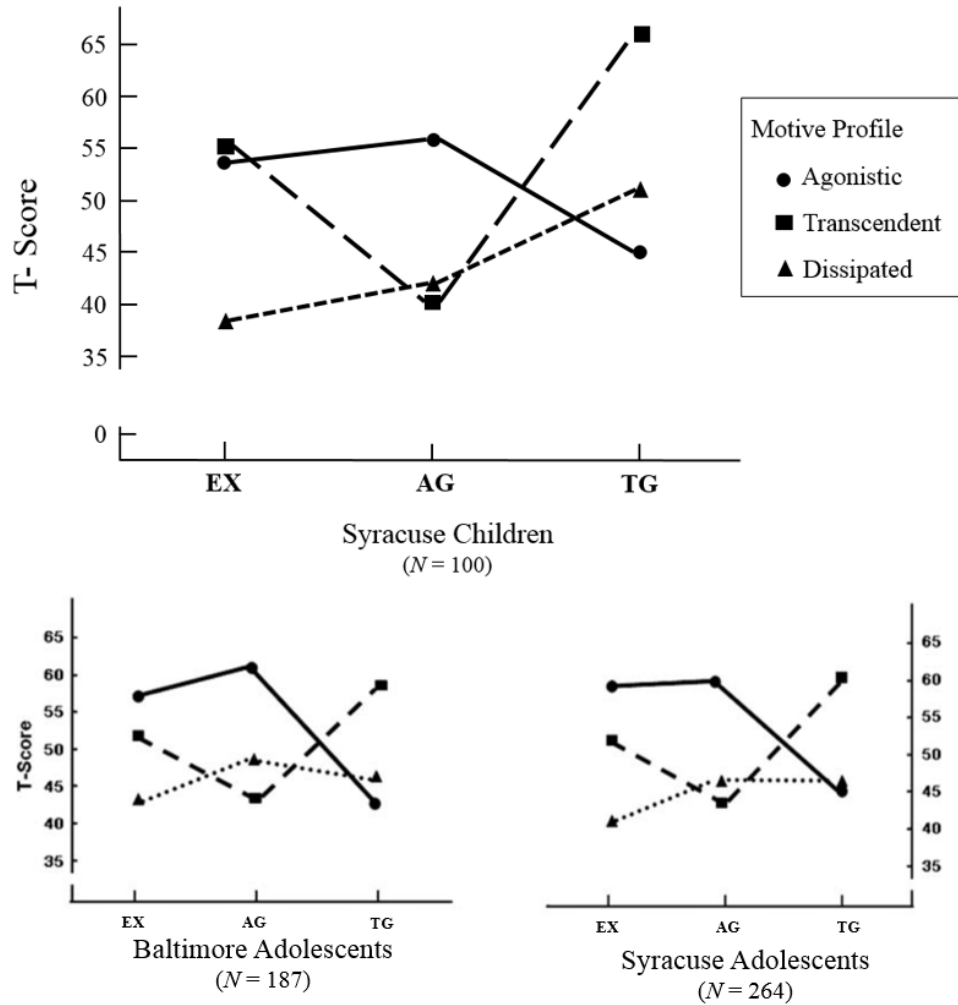 65
60
55
50
45
40
35
0
T- Score
EX AG TG
Syracuse Children
(N = 100)
Motive Profile
Agonistic
Transcendent
Dissipated
65
60
55
50
45
40
35
T-Score
EX AG TG
Baltimore Adolescents
(N = 187)
65
60
55
50
45
40
35
EX AG TG
Syracuse Adolescents
(N = 264)